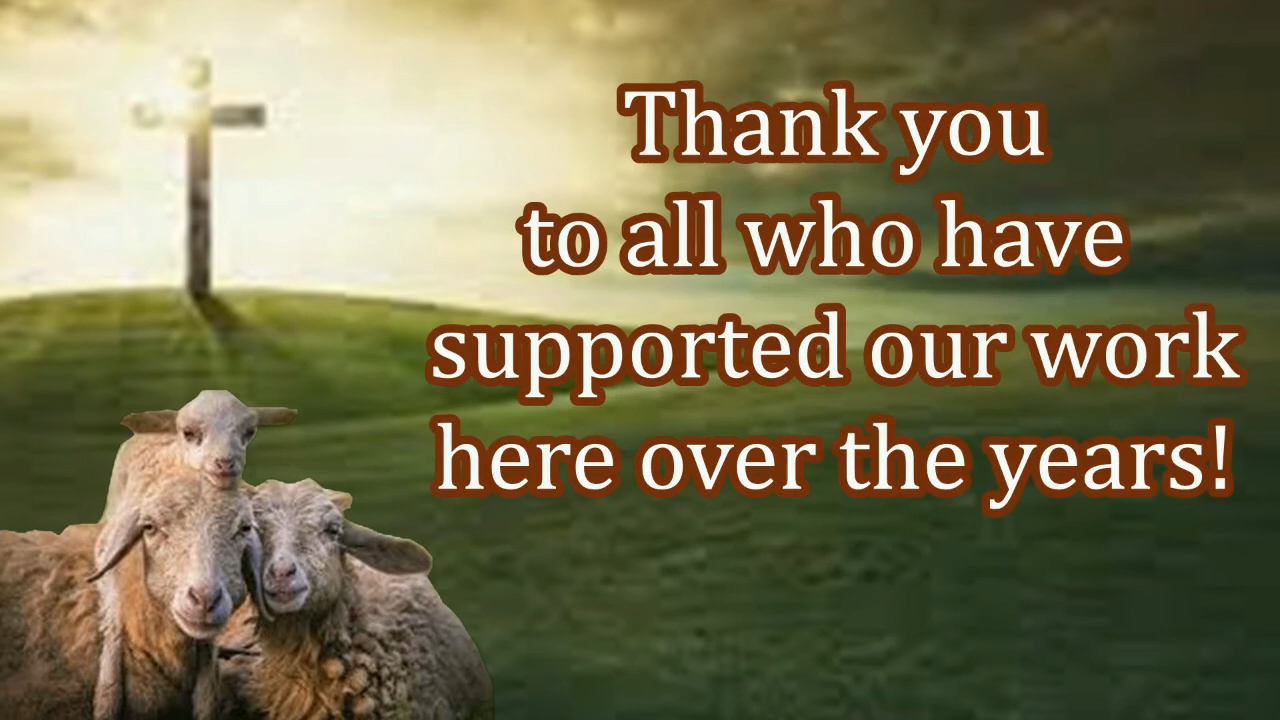 Thank you
to all who have
supported our work
here over the years!